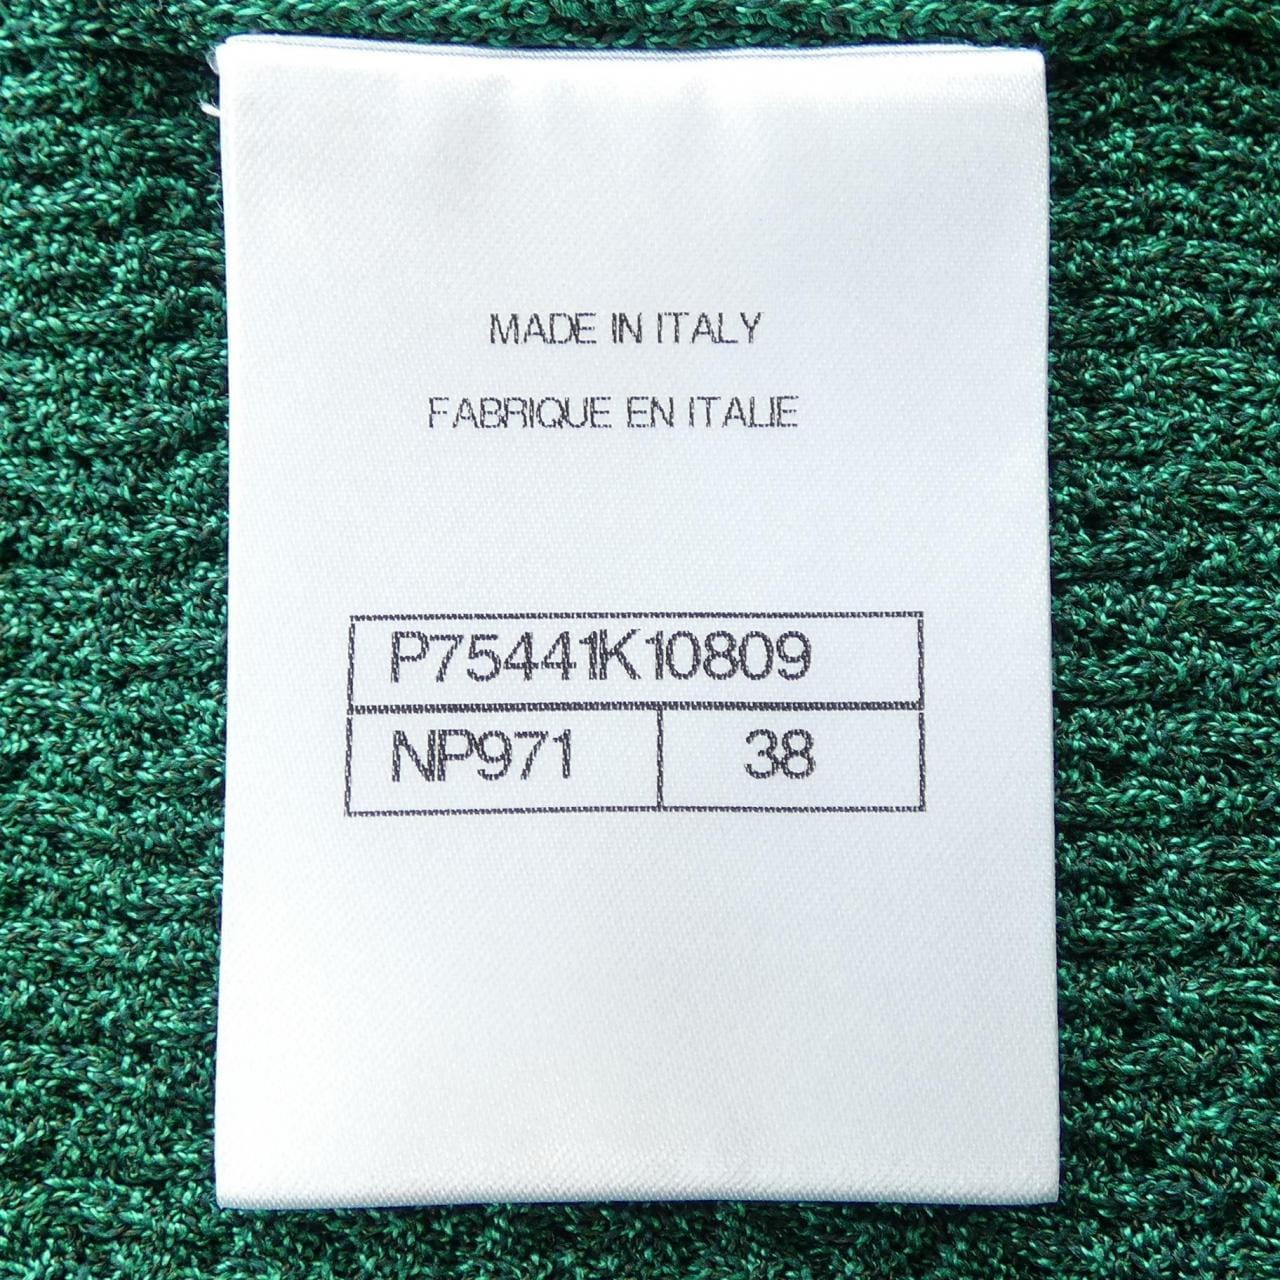 MADE IN ITALY
FABRIQUE EN ITALIE
P75441K10809
NP971 38